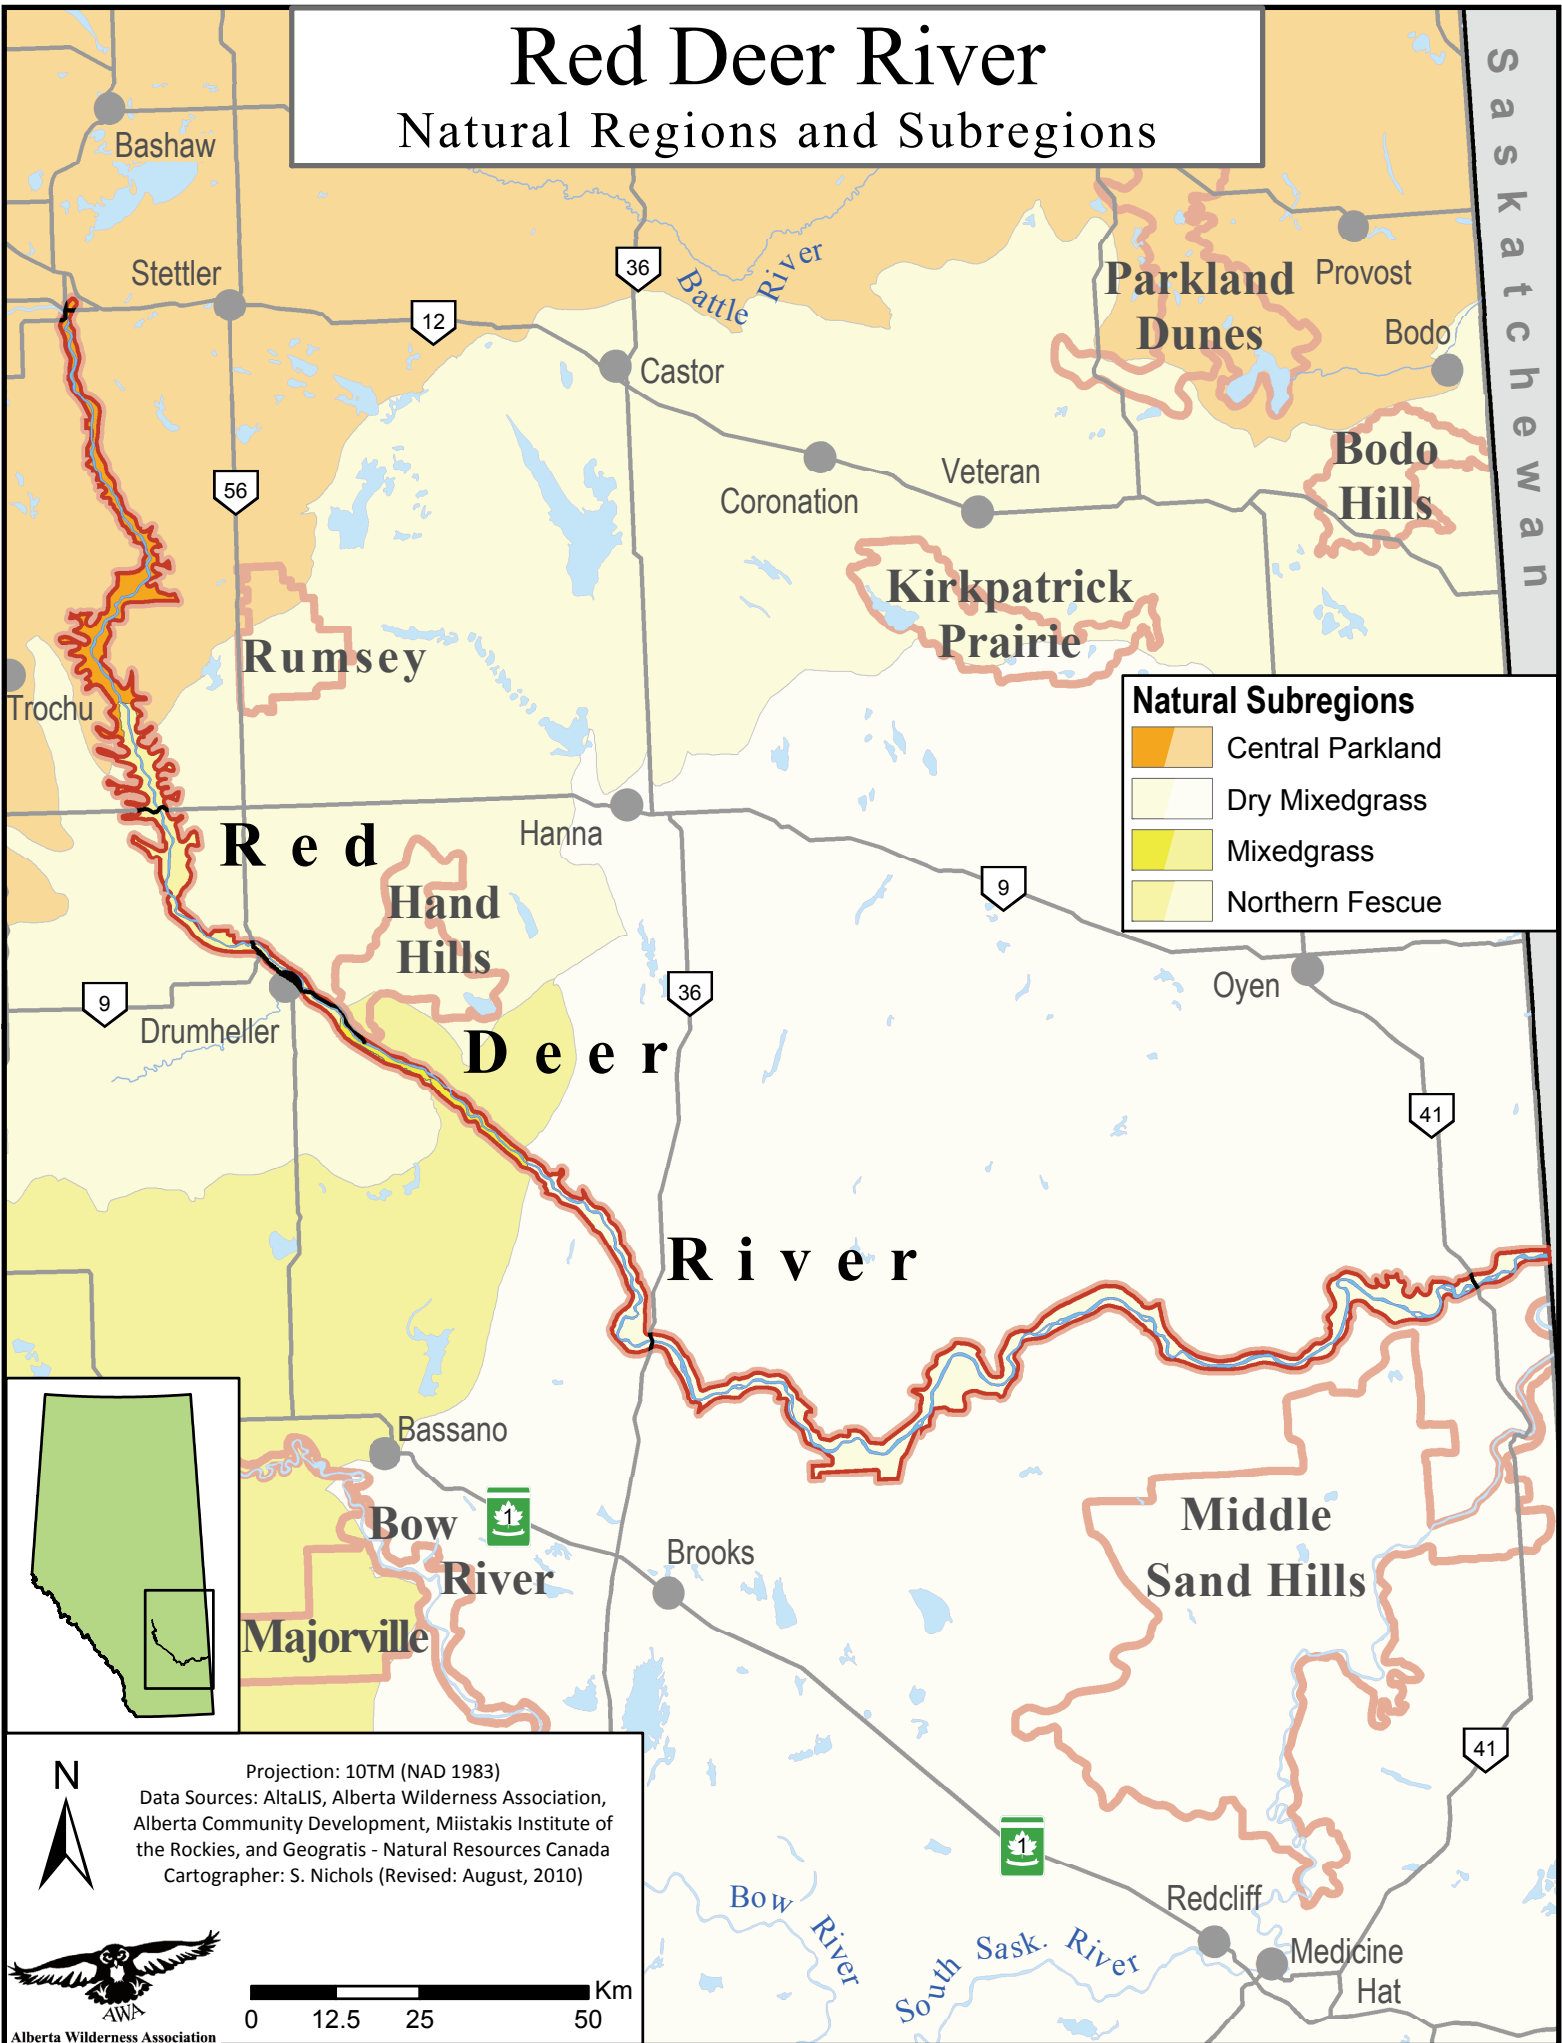 Red Deer River
Natural Regions and Subregions
Saskatchewan
Bashaw
Stettler
36
Battle River
12
Parkland
Dunes
Provost
Bodo
Castor
56
Coronation
Veteran
Bodo
Hills
Kirkpatrick
Prairie
Rumsey
Trochu
Natural Subregions
Central Parkland
Dry Mixedgrass
Mixedgrass
Northern Fescue
Hanna
Red
Hand
Hills
9
9
Drumheller
36
Oyen
Deer
41
River
Bassano
1
Bow
River
Brooks
Middle
Sand Hills
Majorville
41
1
N
Projection: 10TM (NAD 1983)
Data Sources: AltaLIS, Alberta Wilderness Association,
Alberta Community Development, Miistakis Institute of
the Rockies, and Geogratis - Natural Resources Canada
Cartographer: S. Nichols (Revised: August, 2010)
Bow River
South Sask. River
Redcliff
Medicine
Hat
AWA
Alberta Wilderness Association
Km
0 12.5 25 50